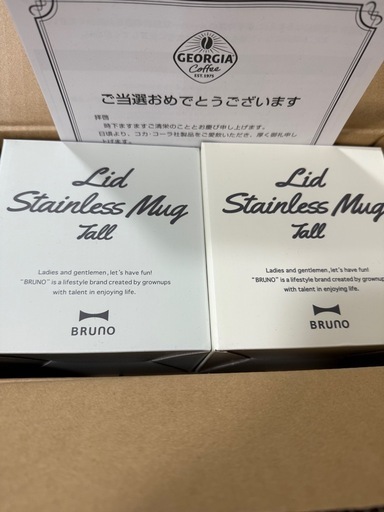 GEORGIA
Coffee
EST. 1975
ご当選おめでとうございます
拝啓
時下ますますご清栄のこととお慶び申し上げます。
日頃より、コカ･コーラ社製品をご愛飲いただき、厚く御礼申し
Lid
Stainless Mug
Tall
Ladies and gentlemen, let's have fun!
"BRUNO" is a lifestyle brand created by grownups
with talent in enjoying life.
BRUNO
Lid
Stainless Mug
Tall
Ladies and gentlemen, let's have fun!
"BRUNO" is a lifestyle brand created by grownups
with talent in enjoying life.
BRUNO